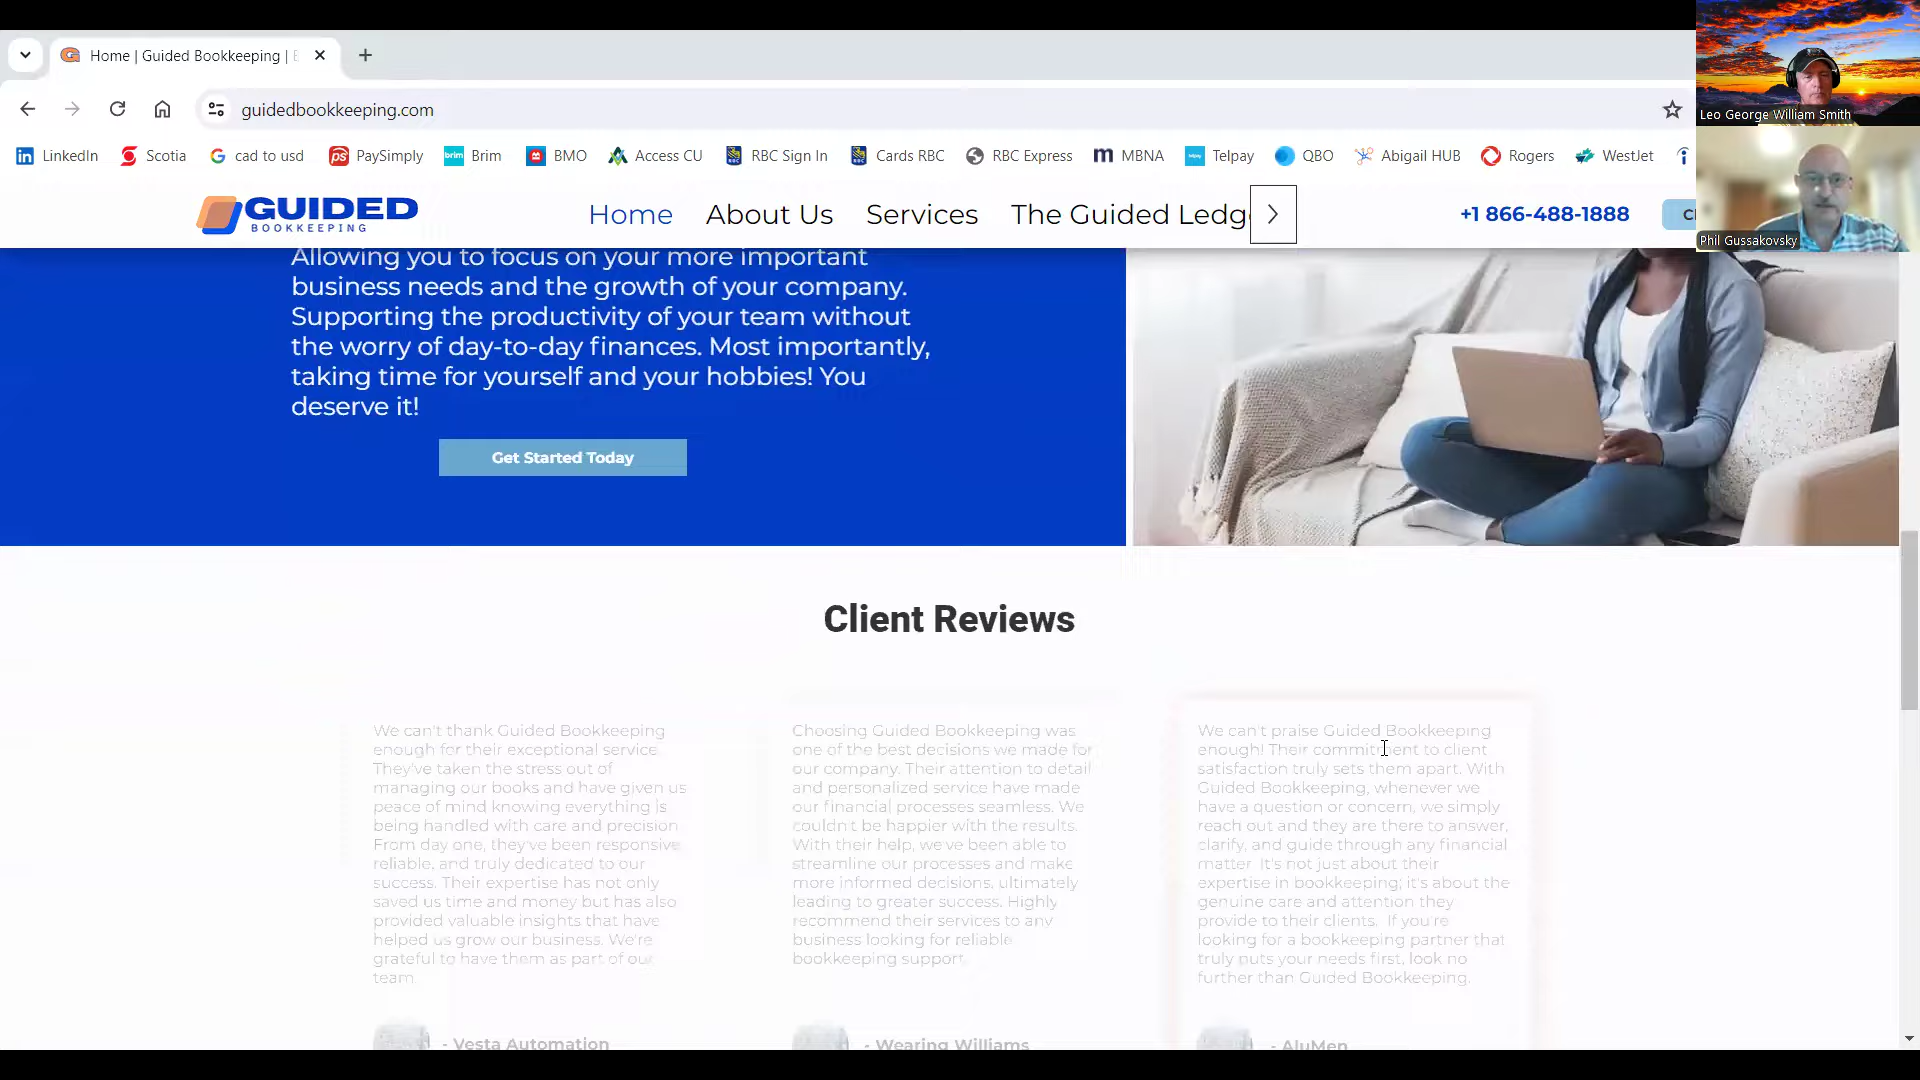 Home | Guided Bookkeeping |
guidedbookkeeping.com
LinkedIn Scotia cad to usd PaySimply Brim BMO Access CU RBC Sign In Cards RBC RBC Express MBNA Telpay QBO Abigail HUB Rogers WestJet
Leo George William Smith
Phil Gussakovsky
GUIDED
BOOKKEEPING
Home About Us Services The Guided Ledg
+1 866-488-1888
Allowing you to focus on your more important
business needs and the growth of your company.
Supporting the productivity of your team without
the worry of day-to-day finances. Most importantly,
taking time for yourself and your hobbies! You
deserve it!
Get Started Today
Client Reviews
We can't thank Guided Bookkeeping
enough for their exceptional service.
They've taken the stress out of
managing our books and have given us
peace of mind knowing everything is
being handled with care and precision.
From day one, they've been responsive,
reliable, and truly dedicated to our
success. Their expertise has not only
saved us time and money but has also
provided valuable insights that have
helped us grow our business. We're
grateful to have them as part of our
team.
- Vesta Automation
Choosing Guided Bookkeeping was
one of the best decisions we made for
our company. Their attention to detail
and personalized service have made
our financial processes seamless. We
couldn't be happier with the results.
With their help, we've been able to
streamline our processes and make
more informed decisions, ultimately
leading to greater success. Highly
recommend their services to any
business looking for reliable
bookkeeping support.
- Wearing Williams
We can't praise Guided Bookkeeping
enough! Their commitment to client
satisfaction truly sets them apart. With
Guided Bookkeeping, whenever we
have a question or concern, we simply
reach out and they are there to answer,
clarify, and guide through any financial
matter. It's not just about their
expertise in bookkeeping; it's about the
genuine care and attention they
provide to their clients. If you're
looking for a bookkeeping partner that
truly puts your needs first, look no
further than Guided Bookkeeping.
- AluMen